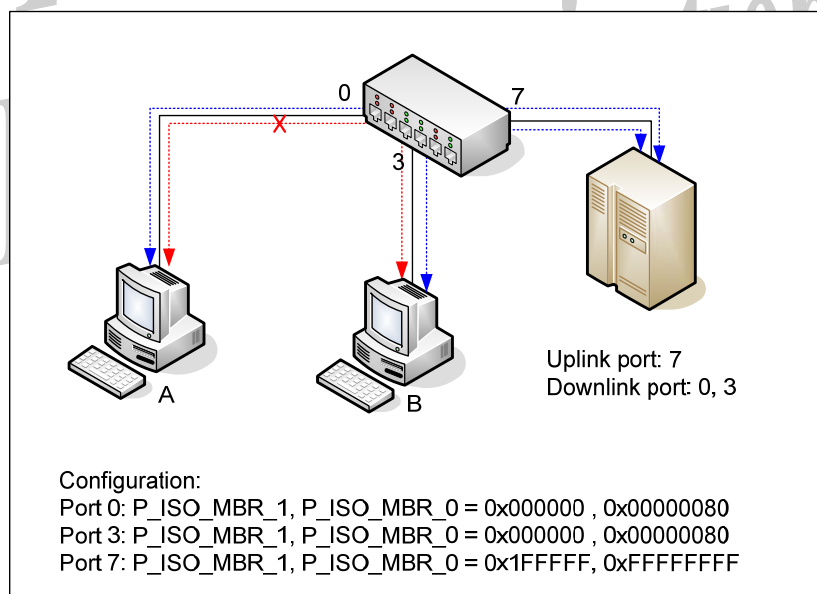 0
7
3
A
B
Uplink port: 7
Downlink port: 0, 3
Configuration:
Port 0: P_ISO_MBR_1, P_ISO_MBR_0 = 0x000000 , 0x00000080
Port 3: P_ISO_MBR_1, P_ISO_MBR_0 = 0x000000 , 0x00000080
Port 7: P_ISO_MBR_1, P_ISO_MBR_0 = 0x1FFFFF, 0xFFFFFFFF